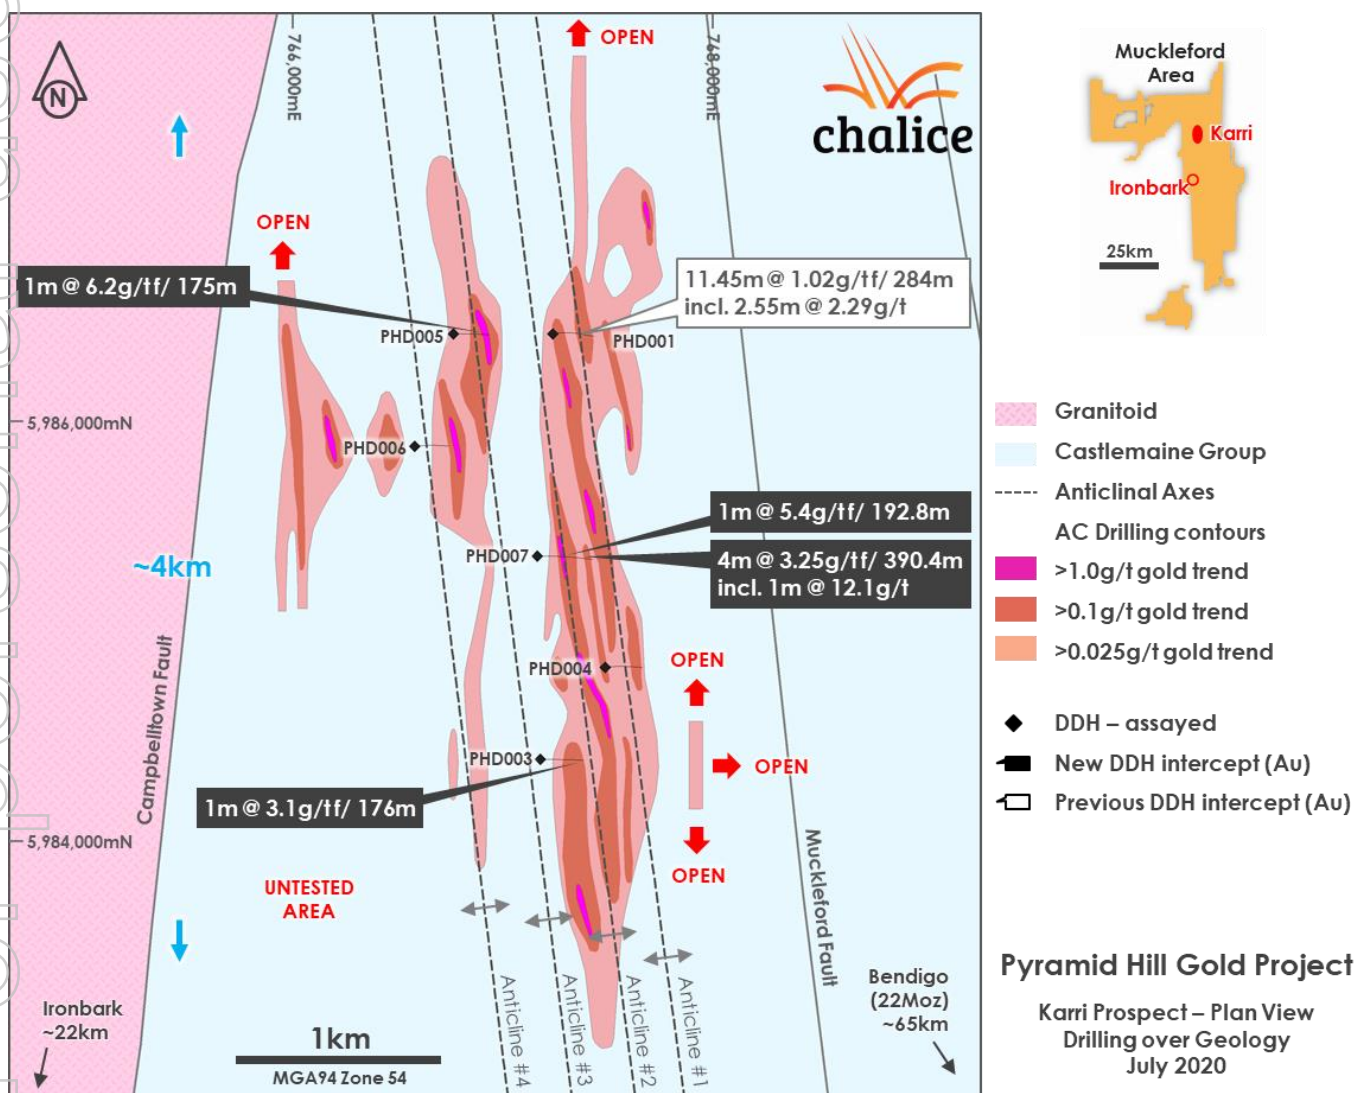 766,000mE
768,000mE
OPEN
N
chalice
OPEN
1m @ 6.2g/tf/ 175m
11.45m @ 1.02g/tf/ 284m
incl. 2.55m @ 2.29g/t
PHD005
PHD001
5,986,000mN
PHD006
1m @ 5.4g/tf/ 192.8m
PHD007
4m @ 3.25g/tf/ 390.4m
incl. 1m @ 12.1g/t
~4km
PHD004
OPEN
Campbelltown Fault
PHD003
OPEN
1m @ 3.1g/tf/ 176m
5,984,000mN
OPEN
UNTESTED
AREA
Muckleford Fault
Anticline #4
Anticline #3
Anticline #2
Anticline #1
Ironbark
~22km
Bendigo
(22Moz)
~65km
1km
MGA94 Zone 54
Muckleford
Area
Karri
Ironbark
25km
Granitoid
Castlemaine Group
Anticlinal Axes
AC Drilling contours
>1.0g/t gold trend
>0.1g/t gold trend
>0.025g/t gold trend
DDH – assayed
New DDH intercept (Au)
Previous DDH intercept (Au)
Pyramid Hill Gold Project
Karri Prospect – Plan View
Drilling over Geology
July 2020